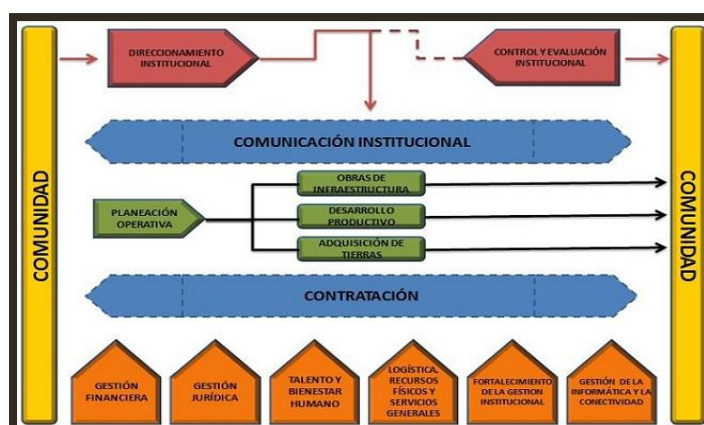 COMUNIDAD
DIRECCIONAMIENTO
INSTITUCIONAL
CONTROL Y EVALUACIÓN
INSTITUCIONAL
COMUNICACIÓN INSTITUCIONAL
PLANEACIÓN
OPERATIVA
OBRAS DE
INFRAESTRUCTURA
DESARROLLO
PRODUCTIVO
ADQUISICIÓN DE
TIERRAS
CONTRATACIÓN
GESTIÓN
FINANCIERA
GESTIÓN
JURÍDICA
TALENTO Y
BIENESTAR
HUMANO
LOGÍSTICA,
RECURSOS
FÍSICOS Y
SERVICIOS
GENERALES
FORTALECIMIENTO
DE LA GESTION
INSTITUCIONAL
GESTIÓN DE LA
INFORMÁTICA Y LA
CONECTIVIDAD
COMUNIDAD